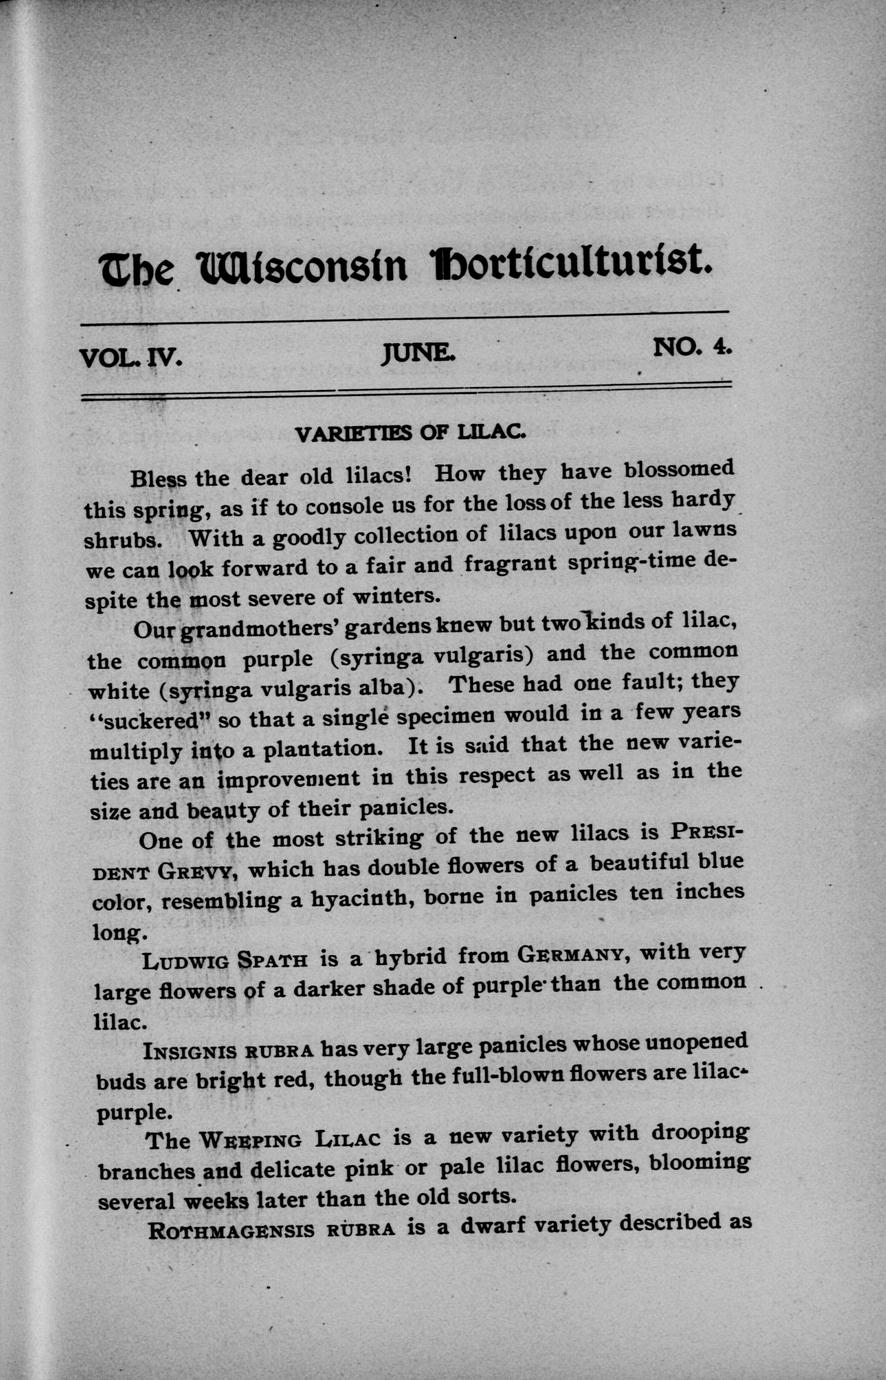 The Wisconsin Horticulturist.
VOL. IV. JUNE. NO. 4.
VARIETIES OF LILAC.
Bless the dear old lilacs! How they have blossomed
this spring, as if to console us for the loss of the less hardy
shrubs. With a goodly collection of lilacs upon our lawns
we can look forward to a fair and fragrant spring-time de-
spite the most severe of winters.
Our grandmothers' gardens knew but two kinds of lilac,
the common purple (syringa vulgaris) and the common
white (syringa vulgaris alba). These had one fault; they
"suckered" so that a single specimen would in a few years
multiply into a plantation. It is said that the new varie-
ties are an improvement in this respect as well as in the
size and beauty of their panicles.
One of the most striking of the new lilacs is PRESI-
DENT GREVY, which has double flowers of a beautiful blue
color, resembling a hyacinth, borne in panicles ten inches
long.
LUDWIG SPATH is a hybrid from GERMANY, with very
large flowers of a darker shade of purple than the common
lilac.
INSIGNIS RUBRA has very large panicles whose unopened
buds are bright red, though the full-blown flowers are lilac-
purple.
The WEEPING LILAC is a new variety with drooping
branches and delicate pink or pale lilac flowers, blooming
several weeks later than the old sorts.
ROTHMAGENSIS RUBRA is a dwarf variety described as